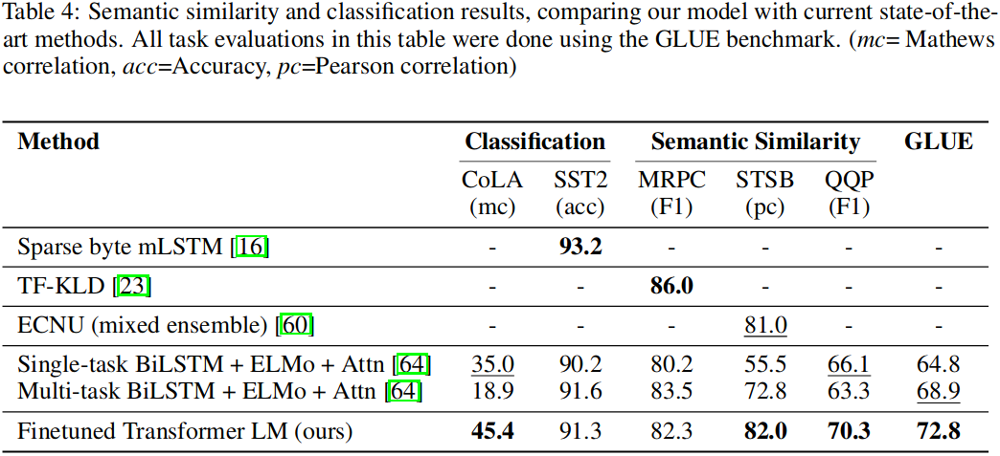 Table 4: Semantic similarity and classification results, comparing our model with current state-of-the-
art methods. All task evaluations in this table were done using the GLUE benchmark. (mc= Mathews
correlation, acc=Accuracy, pc=Pearson correlation)
Method Classification Semantic Similarity GLUE
CoLA SST2 MRPC STSB QQP
(mc) (acc) (F1) (pc) (F1)
Sparse byte mLSTM [16] - 93.2 - - - -
TF-KLD [23] - - 86.0 - - -
ECNU (mixed ensemble) [60] - - - 81.0 - -
Single-task BiLSTM + ELMo + Attn [64] 35.0 90.2 80.2 55.5 66.1 64.8
Multi-task BiLSTM + ELMo + Attn [64] 18.9 91.6 83.5 72.8 63.3 68.9
Finetuned Transformer LM (ours) 45.4 91.3 82.3 82.0 70.3 72.8